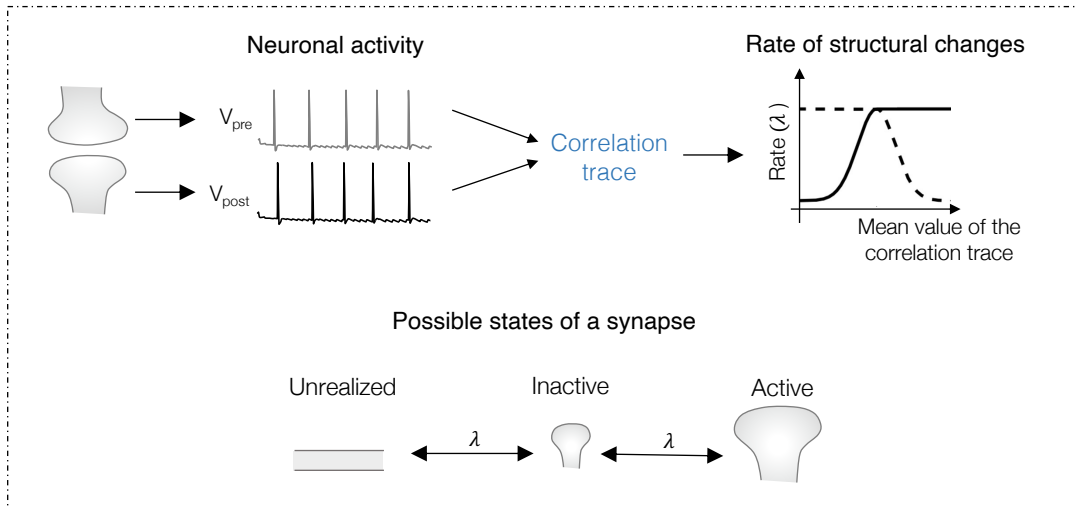 Neuronal activity
Rate of structural changes
V_pre
V_post
Correlation
trace
Rate (λ)
Mean value of the
correlation trace
Possible states of a synapse
Unrealized
Inactive
Active
λ
λ